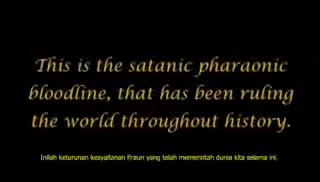 This is the satanic pharaonic
bloodline, that has been ruling
the world throughout history.
Inilah keturunan kesyaitanan firaun yang telah memerintah dunia kita selama ini.